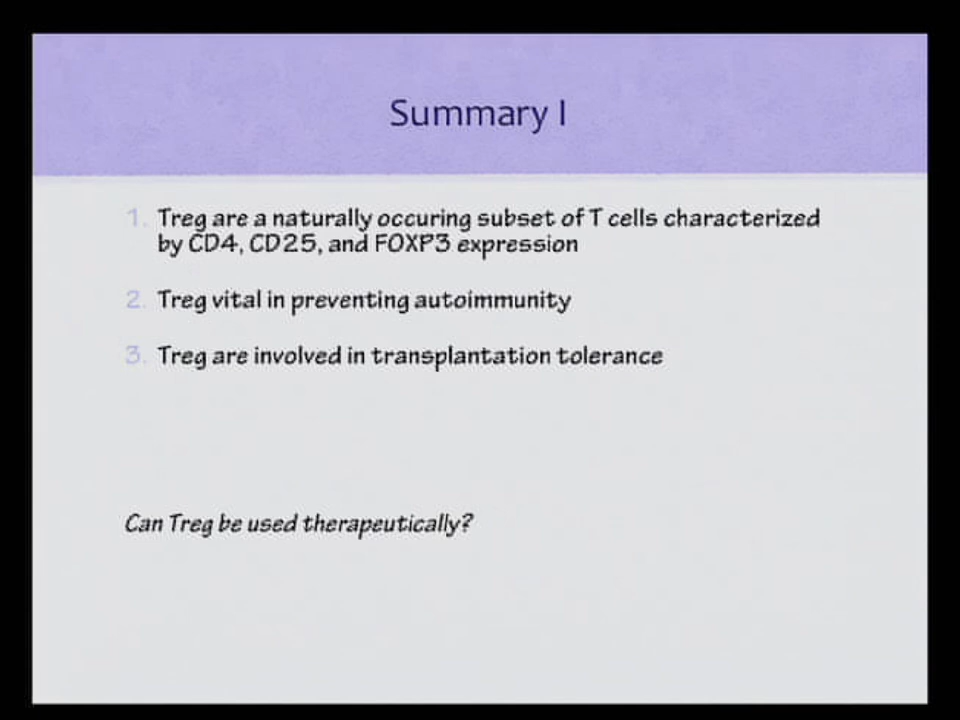 Summary I
1. Treg are a naturally occuring subset of T cells characterized
by CD4, CD25, and FOXP3 expression
2. Treg vital in preventing autoimmunity
3. Treg are involved in transplantation tolerance
Can Treg be used therapeutically?